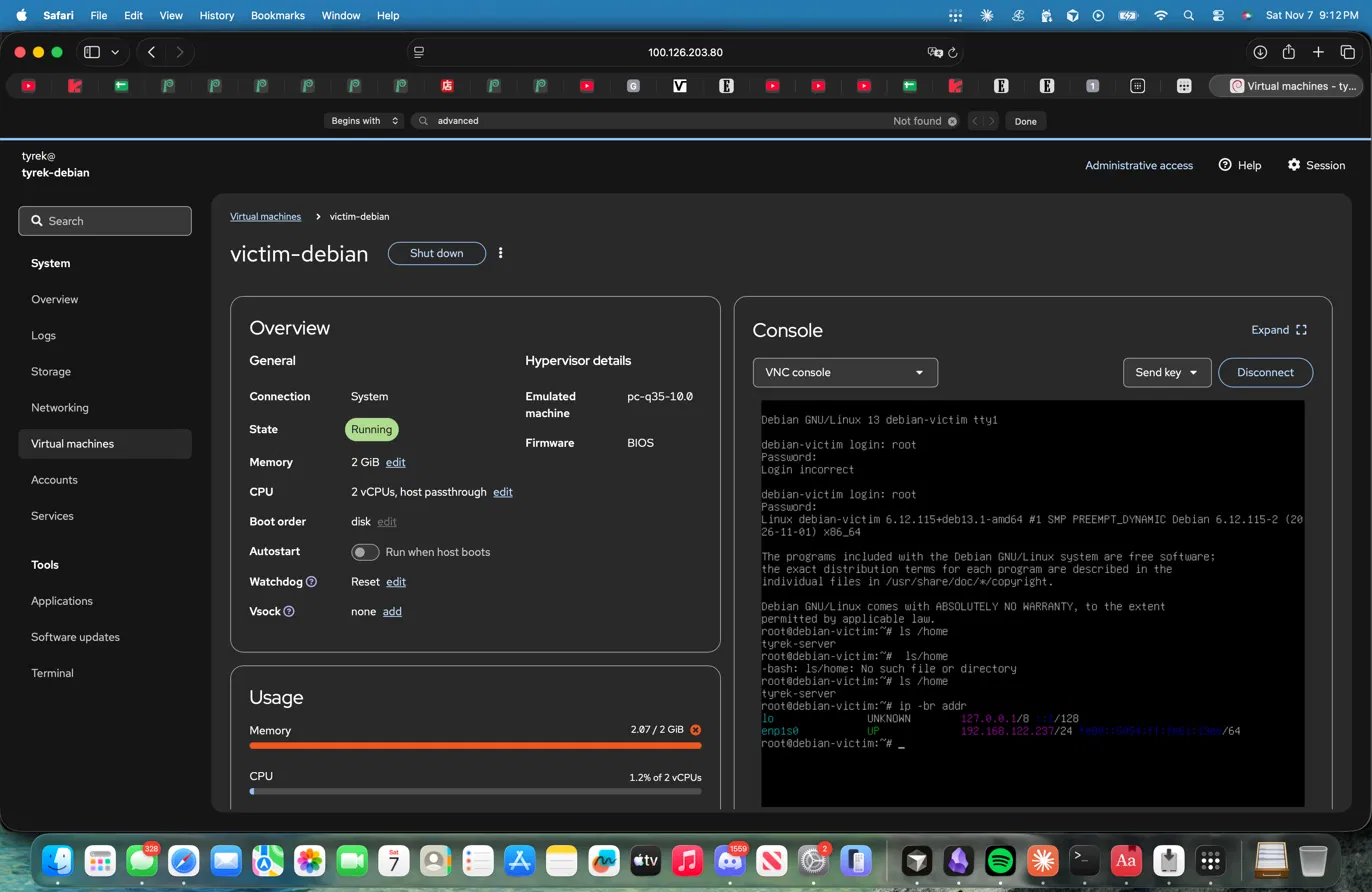 Safari File Edit View History Bookmarks Window Help Sat Nov 7 9:12 PM
100.126.203.80
Virtual machines - ty...
Begins with advanced Not found Done
tyrek@
tyrek-debian
Administrative access Help Session
Search
System
Overview
Logs
Storage
Networking
Virtual machines
Accounts
Services
Tools
Applications
Software updates
Terminal
Virtual machines > victim-debian
victim-debian Shut down
Overview
General
Connection System
State Running
Memory 2 GiB edit
CPU 2 vCPUs, host passthrough edit
Boot order disk edit
Autostart Run when host boots
Watchdog Reset edit
Vsock none add
Hypervisor details
Emulated machine pc-q35-10.0
Firmware BIOS
Usage
Memory 2.07 / 2 GiB
CPU 1.2% of 2 vCPUs
Console Expand
VNC console Send key Disconnect
Debian GNU/Linux 13 debian-victim tty1
debian-victim login: root
Password:
Login incorrect
debian-victim login: root
Password:
Linux debian-victim 6.12.115+deb13.1-amd64 #1 SMP PREEMPT_DYNAMIC Debian 6.12.115-2 (20
26-11-01) x86_64
The programs included with the Debian GNU/Linux system are free software;
the exact distribution terms for each program are described in the
individual files in /usr/share/doc/*/copyright.
Debian GNU/Linux comes with ABSOLUTELY NO WARRANTY, to the extent
permitted by applicable law.
root@debian-victim:~# ls /home
tyrek-server
root@debian-victim:~#  ls/home
-bash: ls/home: No such file or directory
root@debian-victim:~# ls /home
tyrek-server
root@debian-victim:~# ip -br addr
lo UNKNOWN 127.0.0.1/8 ::1/128
enp1s0 UP 192.168.122.237/24 /64
root@debian-victim:~# _
328
Sat
7
tv
1559
2
Aa